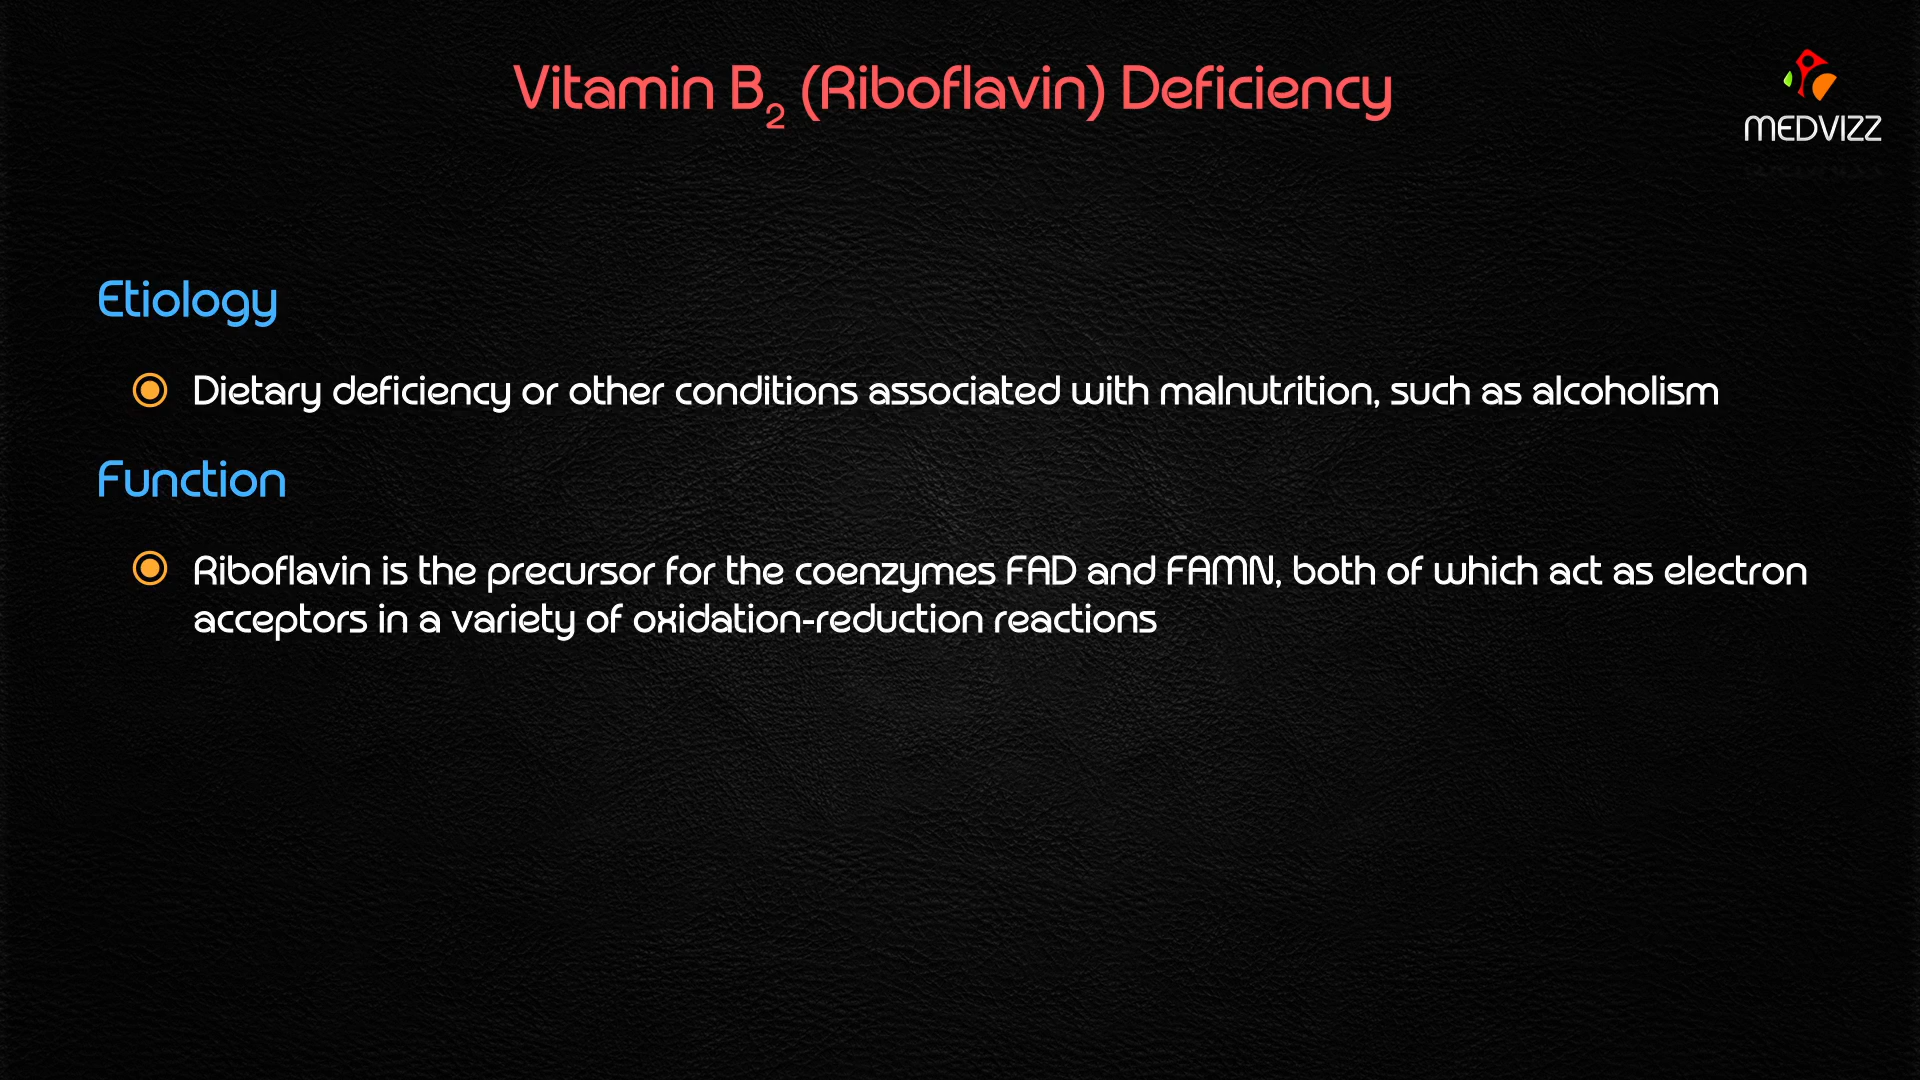 Vitamin B₂ (Riboflavin) Deficiency
MEDVIZZ
Etiology
Dietary deficiency or other conditions associated with malnutrition, such as alcoholism
Function
Riboflavin is the precursor for the coenzymes FAD and FAMN, both of which act as electron
acceptors in a variety of oxidation-reduction reactions